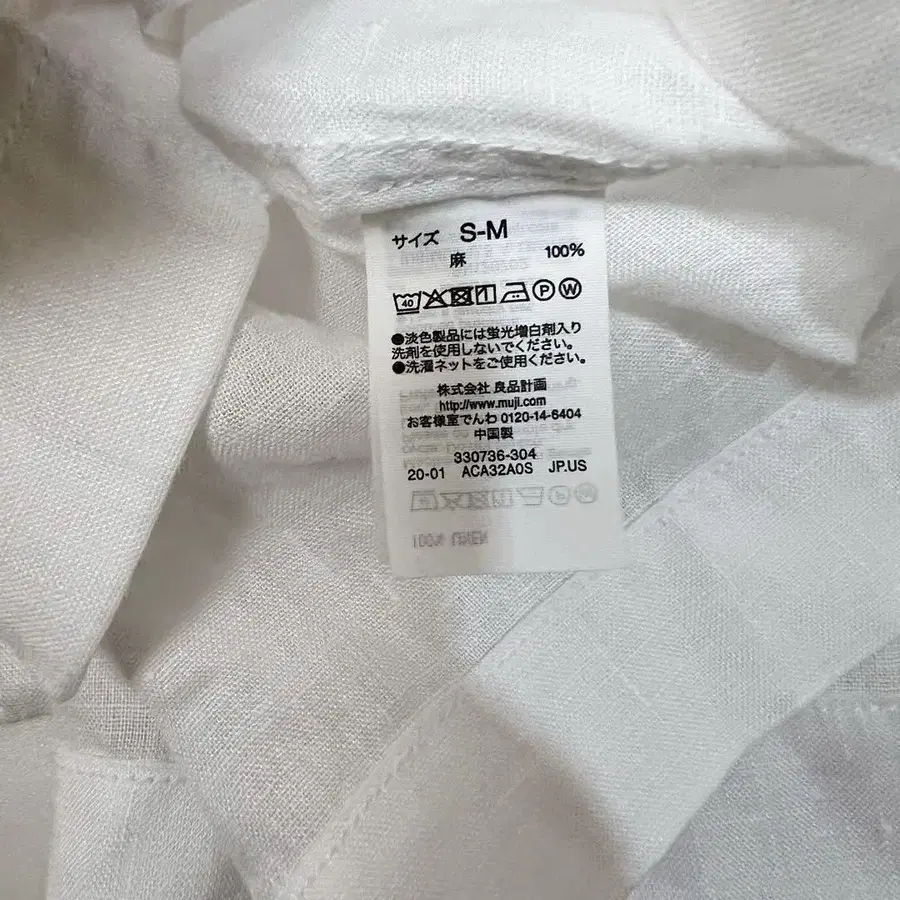 サイズ S-M
麻 100%
40 P W
●淡色製品には蛍光増白剤入り
洗剤を使用しないでください。
●洗濯ネットをご使用ください。
株式会社 良品計画
http://www.muji.com
お客様室でんわ 0120-14-6404
中国製
330736-304
20-01 ACA32A0S JP.US
100% LINEN